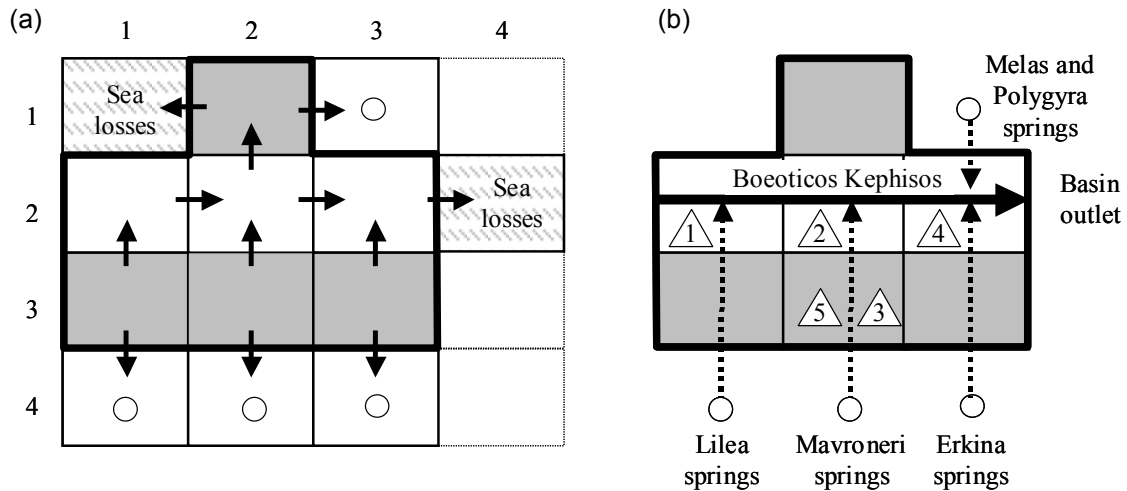 (a)
1 2 3 4
1
Sea
losses
2
Sea
losses
3
4
(b)
Melas and
Polygyra
springs
Boeoticos Kephisos
Basin
outlet
1 2 4
5 3
Lilea
springs
Mavroneri
springs
Erkina
springs